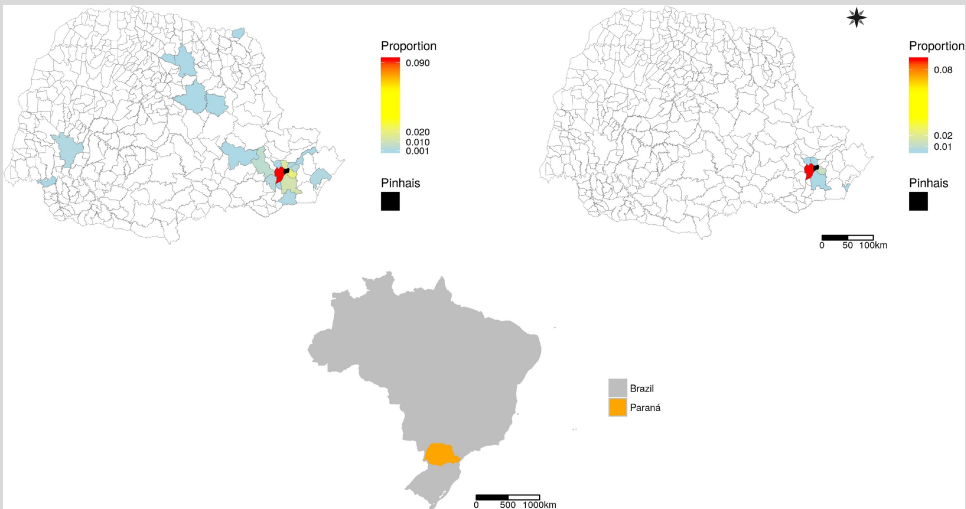 Proportion
0.090
0.020
0.010
0.001
Pinhais
Proportion
0.08
0.02
0.01
Pinhais
0 50 100km
Brazil
Paraná
0 500 1000km